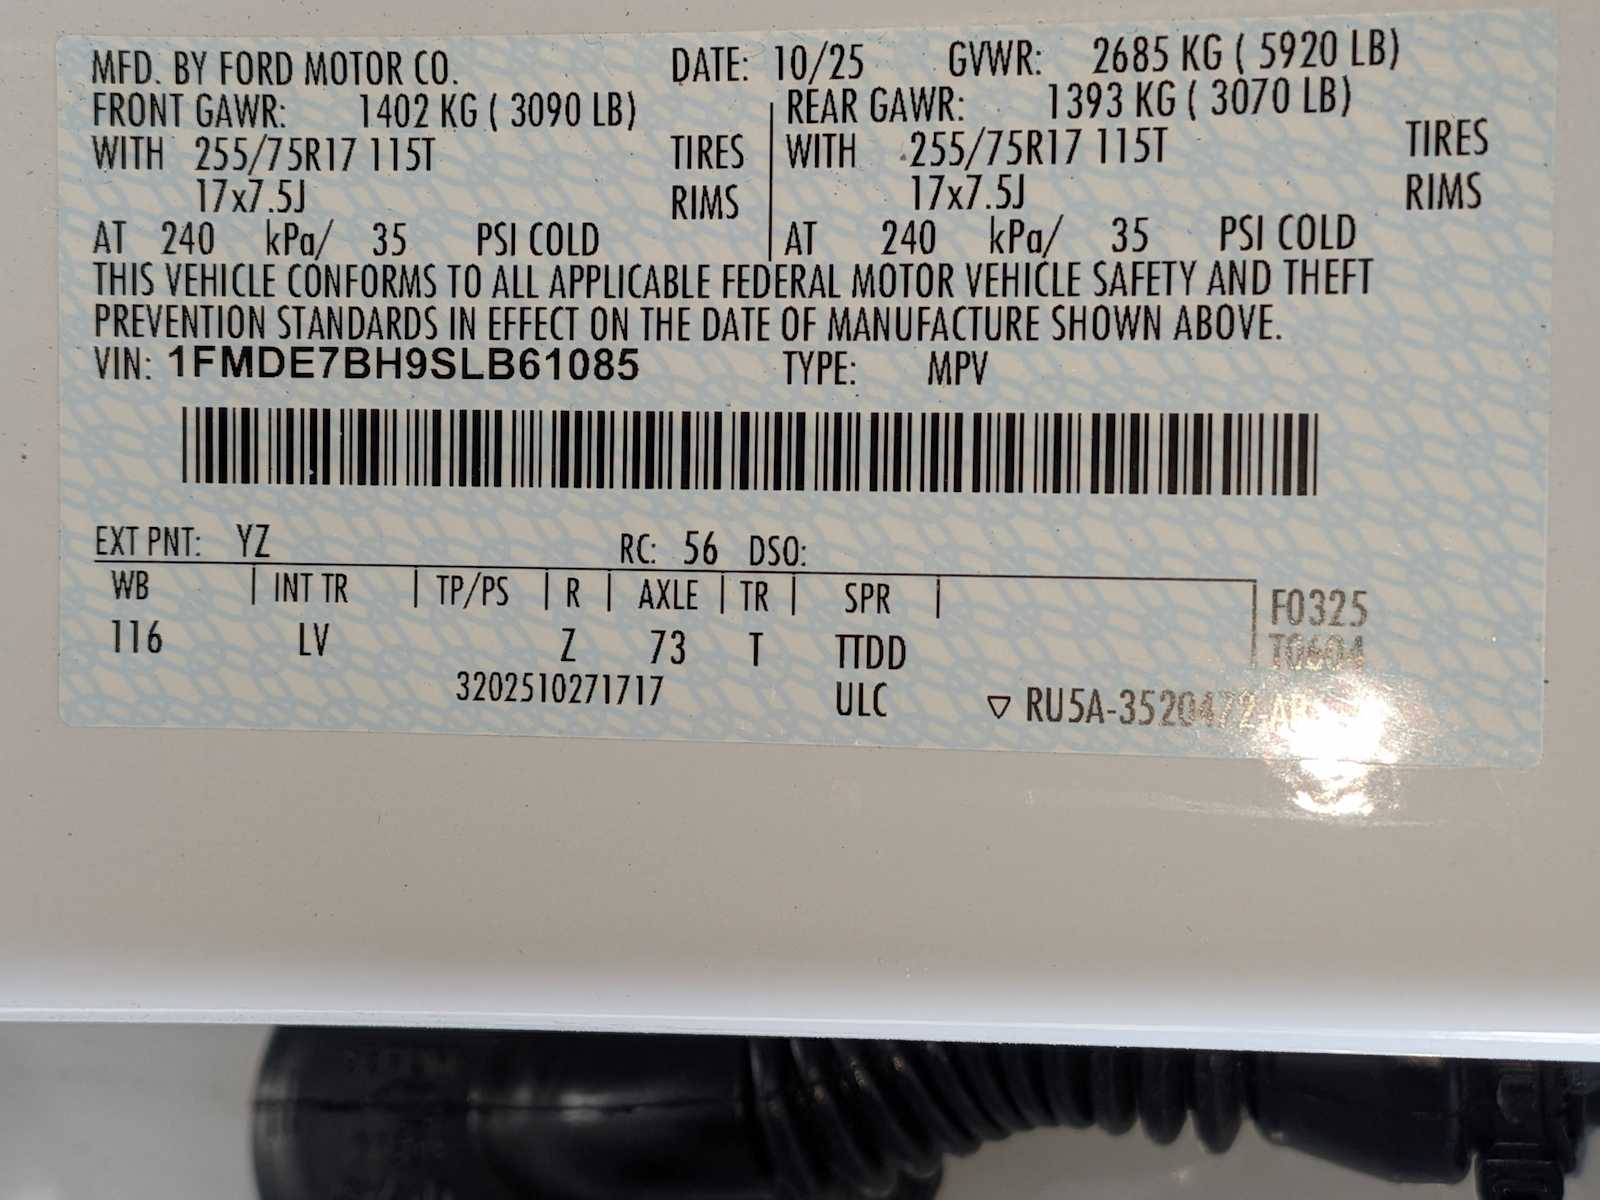 MFD. BY FORD MOTOR CO. DATE: 10/25 GVWR: 2685 KG ( 5920 LB)
FRONT GAWR: 1402 KG ( 3090 LB) REAR GAWR: 1393 KG ( 3070 LB)
WITH 255/75R17 115T TIRES WITH 255/75R17 115T TIRES
17x7.5J RIMS 17x7.5J RIMS
AT 240 kPa/ 35 PSI COLD AT 240 kPa/ 35 PSI COLD
THIS VEHICLE CONFORMS TO ALL APPLICABLE FEDERAL MOTOR VEHICLE SAFETY AND THEFT
PREVENTION STANDARDS IN EFFECT ON THE DATE OF MANUFACTURE SHOWN ABOVE.
VIN: 1FMDE7BH9SLB61085 TYPE: MPV
EXT PNT: YZ RC: 56 DSO:
WB INT TR TP/PS R AXLE TR SPR F0325
116 LV Z 73 T TTDD T0604
3202510271717 ULC ▽ RU5A-3520472